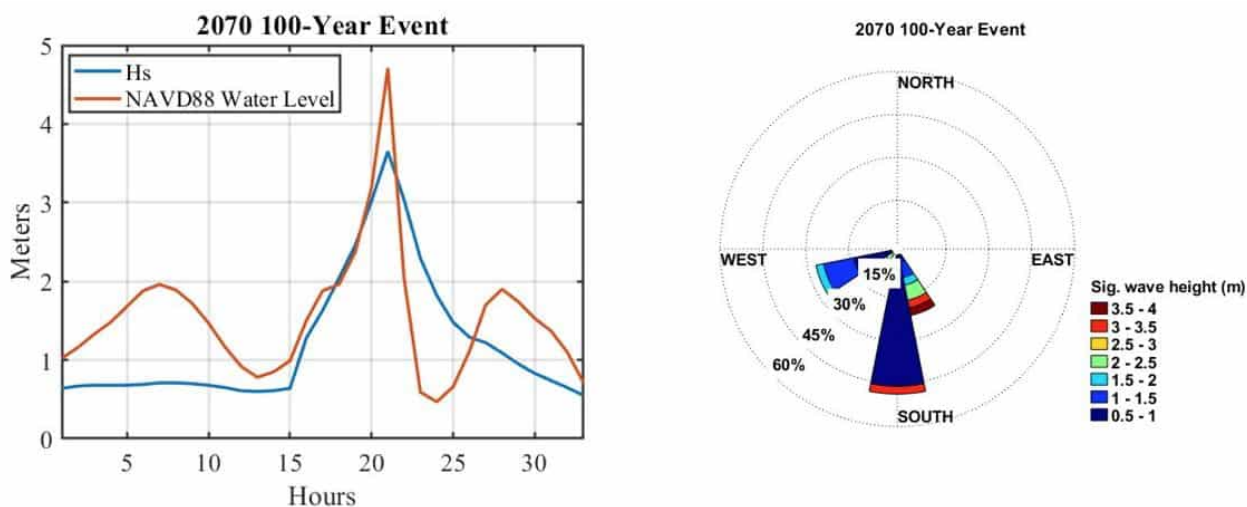 2070 100-Year Event
Hs
NAVD88 Water Level
5
4
3
2
1
0
Meters
5 10 15 20 25 30
Hours
2070 100-Year Event
NORTH
WEST
EAST
SOUTH
15%
30%
45%
60%
Sig. wave height (m)
3.5 - 4
3 - 3.5
2.5 - 3
2 - 2.5
1.5 - 2
1 - 1.5
0.5 - 1